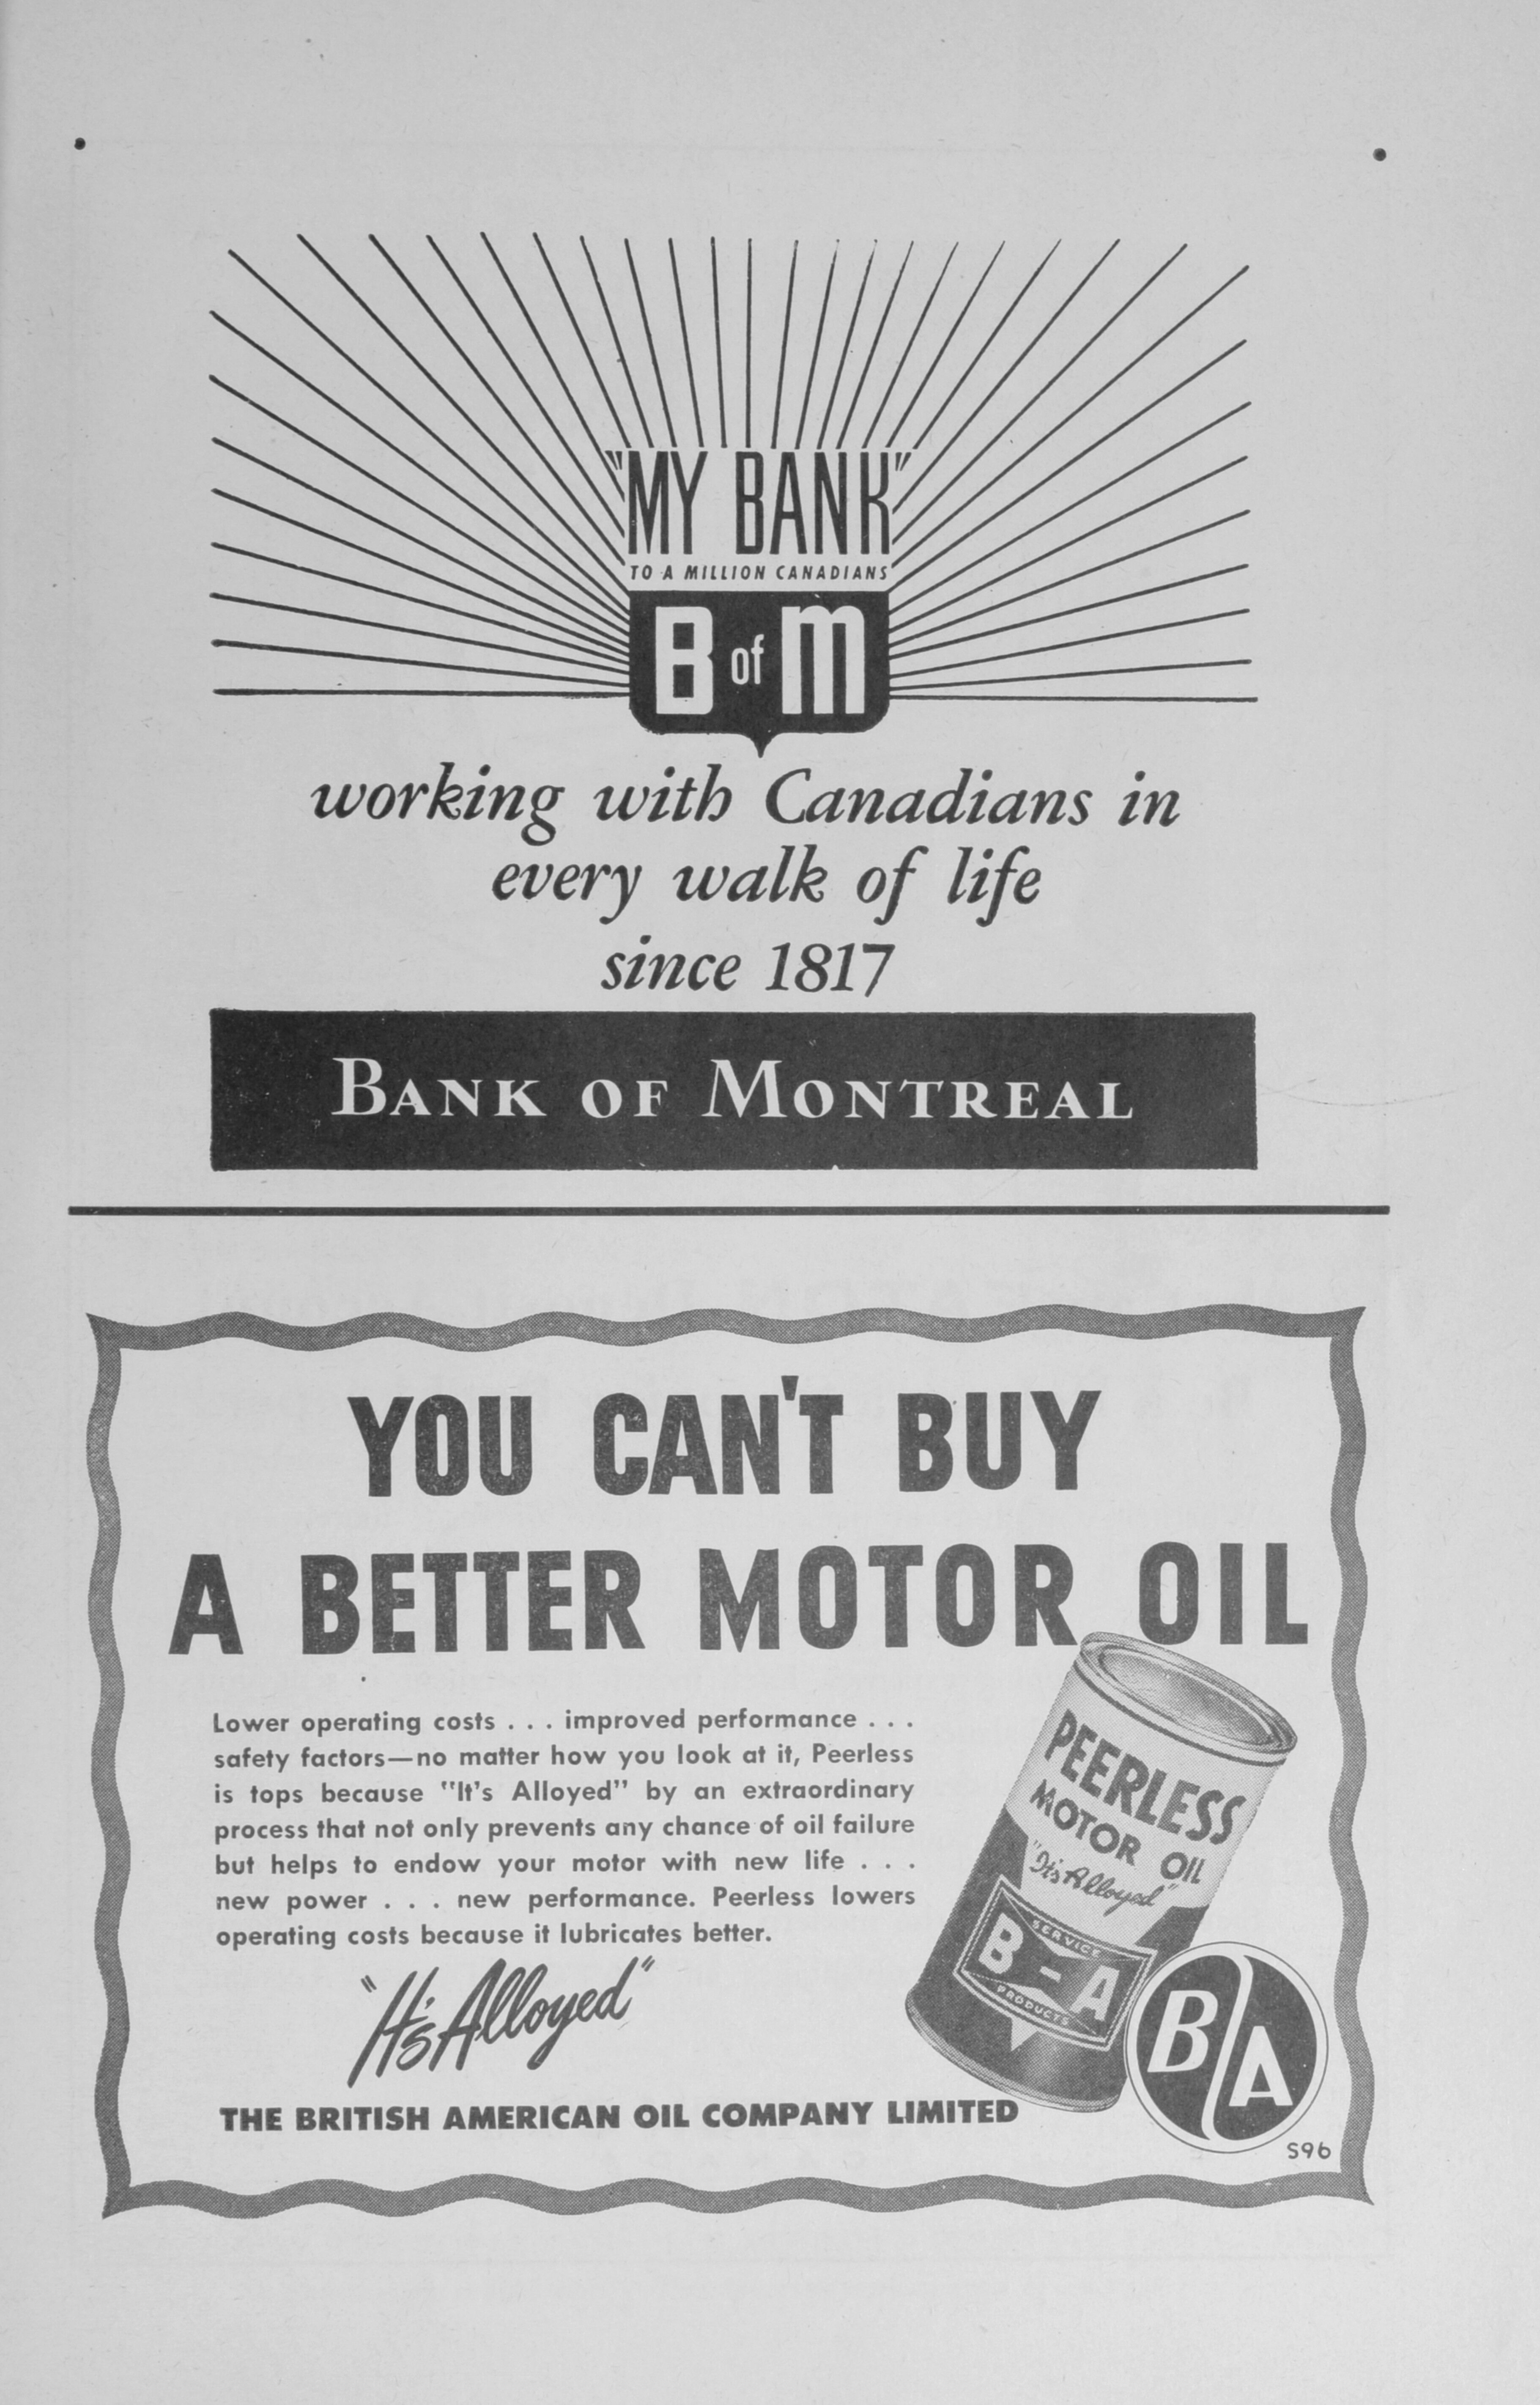 "MY BANK"
TO A MILLION CANADIANS
B of M
working with Canadians in
every walk of life
since 1817
BANK OF MONTREAL
YOU CAN'T BUY
A BETTER MOTOR OIL
Lower operating costs . . . improved performance . . .
safety factors—no matter how you look at it, Peerless
is tops because "It's Alloyed" by an extraordinary
process that not only prevents any chance of oil failure
but helps to endow your motor with new life . . .
new power . . . new performance. Peerless lowers
operating costs because it lubricates better.
"It's Alloyed"
THE BRITISH AMERICAN OIL COMPANY LIMITED
PEERLESS
MOTOR OIL
"It's Alloyed"
SERVICE
B-A
PRODUCTS
B/A
S96